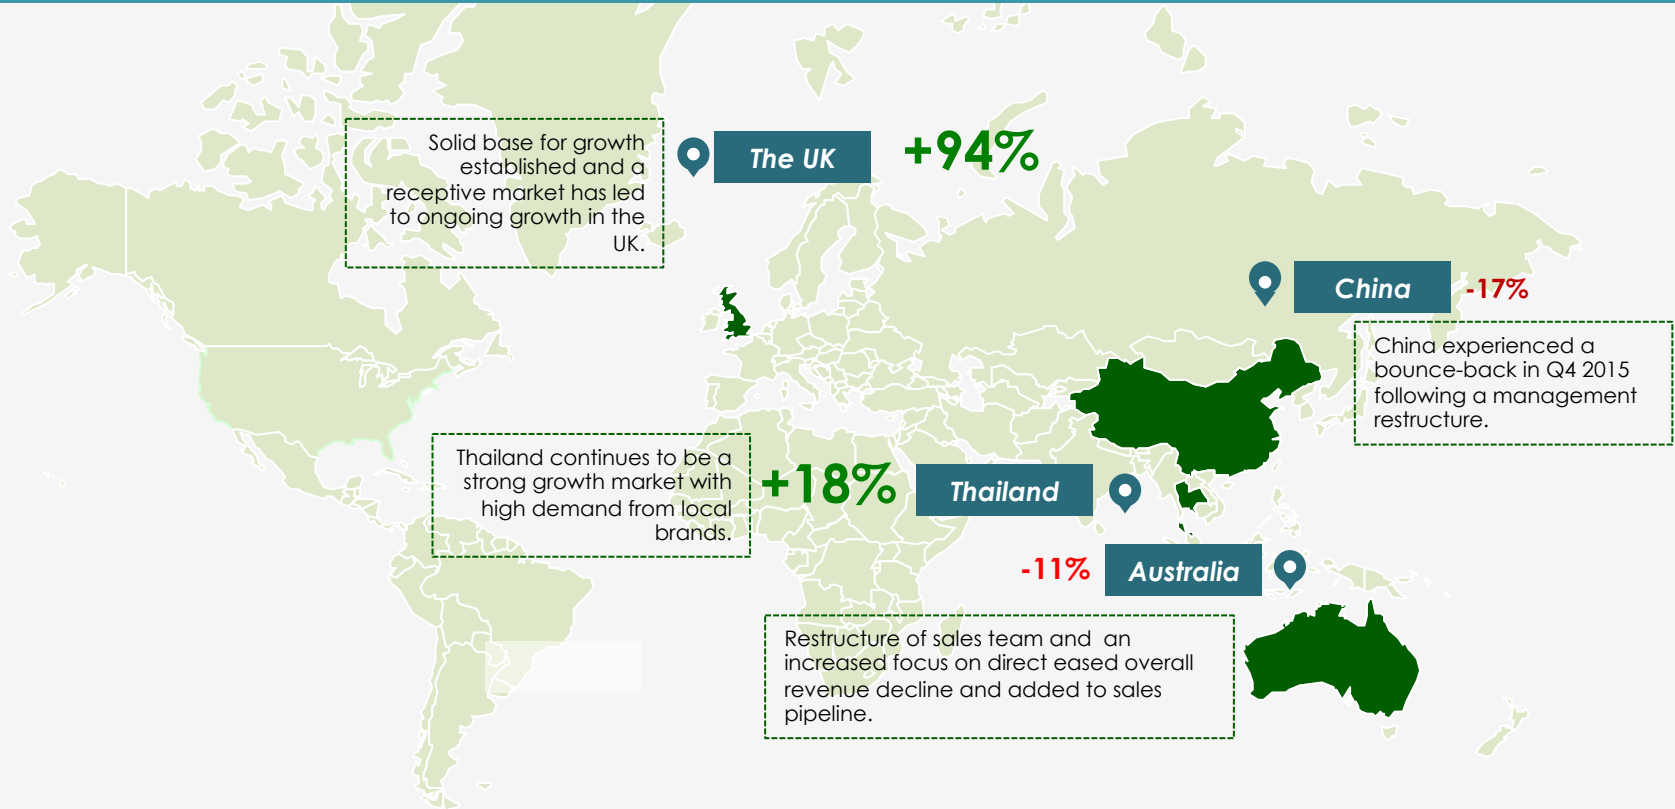 Solid base for growth
established and a
receptive market has led
to ongoing growth in the
UK.
The UK
+94%
China
-17%
China experienced a
bounce-back in Q4 2015
following a management
restructure.
Thailand continues to be a
strong growth market with
high demand from local
brands.
+18%
Thailand
-11%
Australia
Restructure of sales team and  an
increased focus on direct eased overall
revenue decline and added to sales
pipeline.